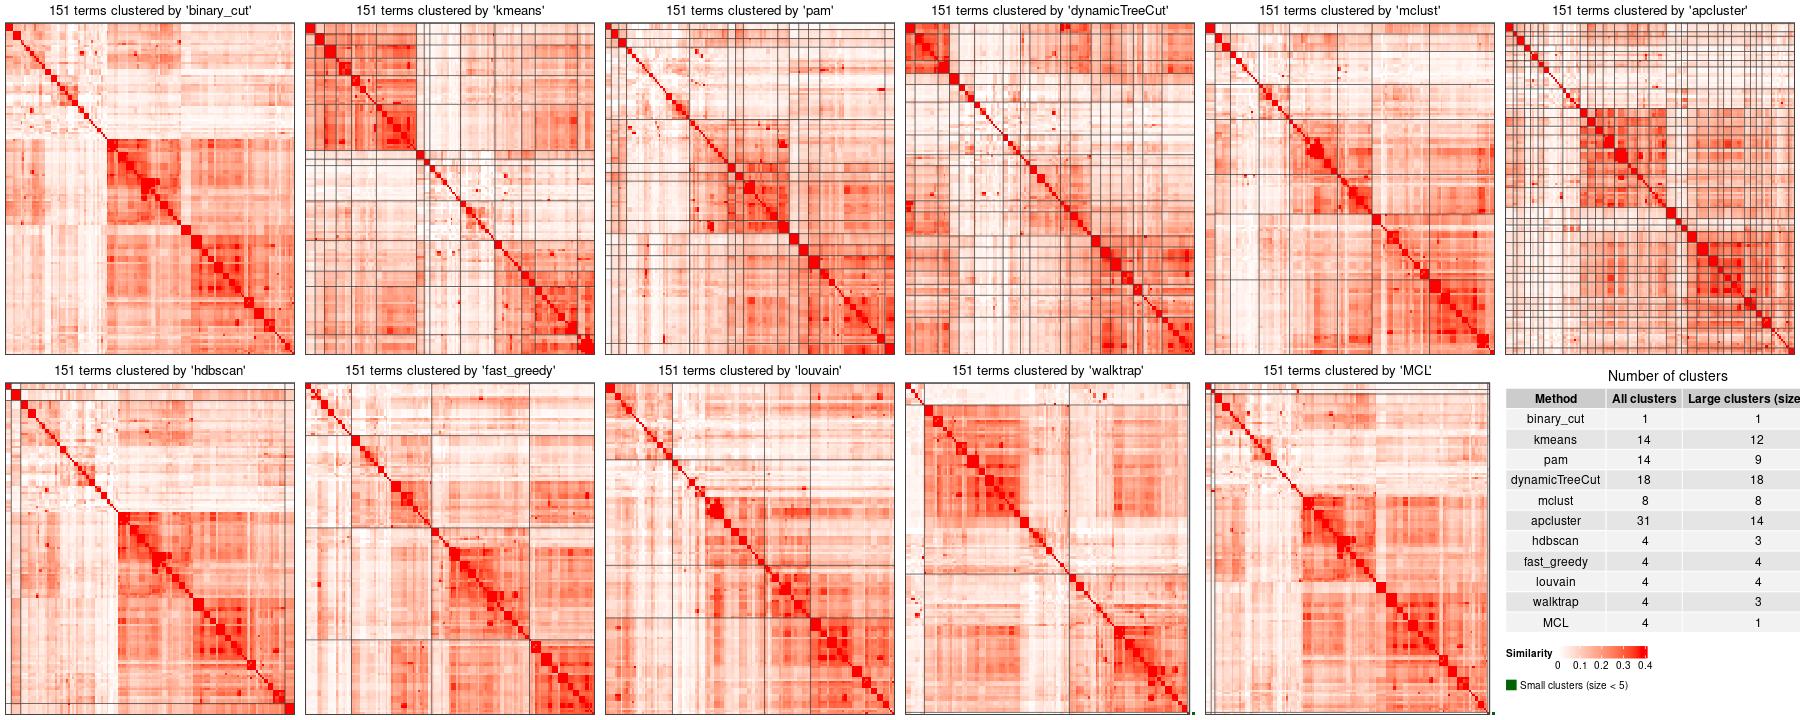 151 terms clustered by 'binary_cut'
151 terms clustered by 'kmeans'
151 terms clustered by 'pam'
151 terms clustered by 'dynamicTreeCut'
151 terms clustered by 'mclust'
151 terms clustered by 'apcluster'
151 terms clustered by 'hdbscan'
151 terms clustered by 'fast_greedy'
151 terms clustered by 'louvain'
151 terms clustered by 'walktrap'
151 terms clustered by 'MCL'
Number of clusters
Method All clusters Large clusters (size
binary_cut 1 1
kmeans 14 12
pam 14 9
dynamicTreeCut 18 18
mclust 8 8
apcluster 31 14
hdbscan 4 3
fast_greedy 4 4
louvain 4 4
walktrap 4 3
MCL 4 1
Similarity
0 0.1 0.2 0.3 0.4
Small clusters (size < 5)